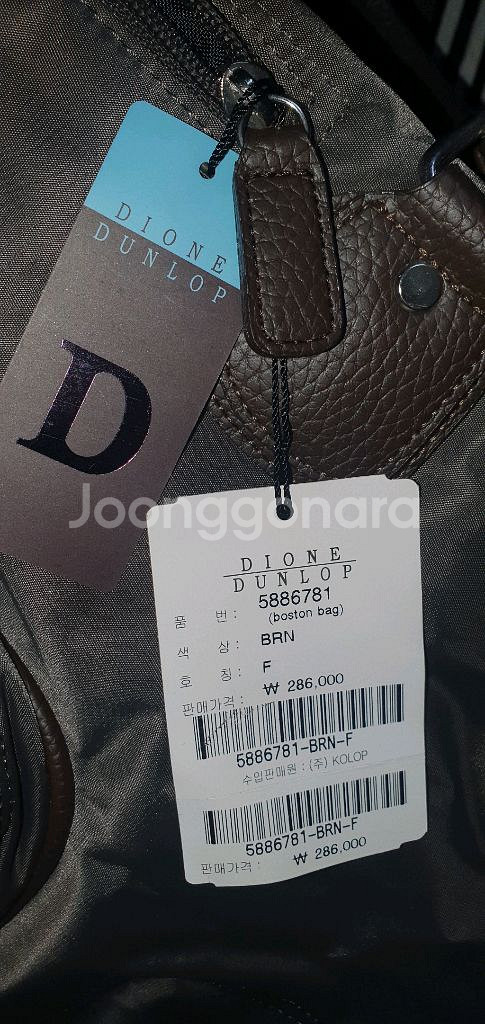 DIONE
DUNLOP
D
Joonggonara
DIONE
DUNLOP
품 번 : 5886781
(boston bag)
색 상 : BRN
호 칭 : F
판매가격 : ₩ 286,000
5886781-BRN-F
수입판매원 : (주) KOLOP
5886781-BRN-F
판매가격 : ₩ 286,000